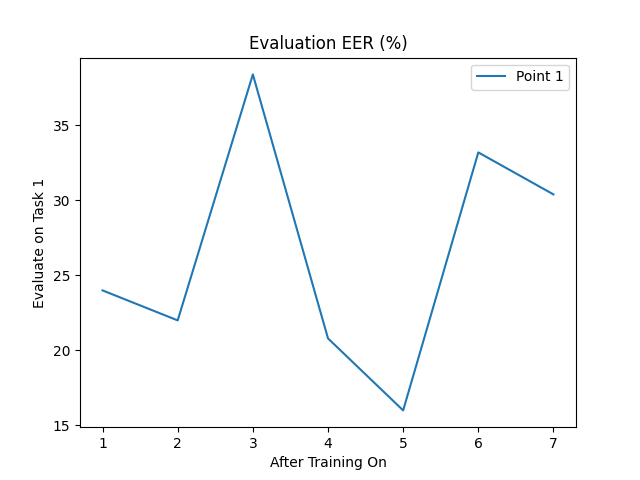 Evaluation EER (%)
Point 1
35
30
25
20
15
Evaluate on Task 1
1 2 3 4 5 6 7
After Training On